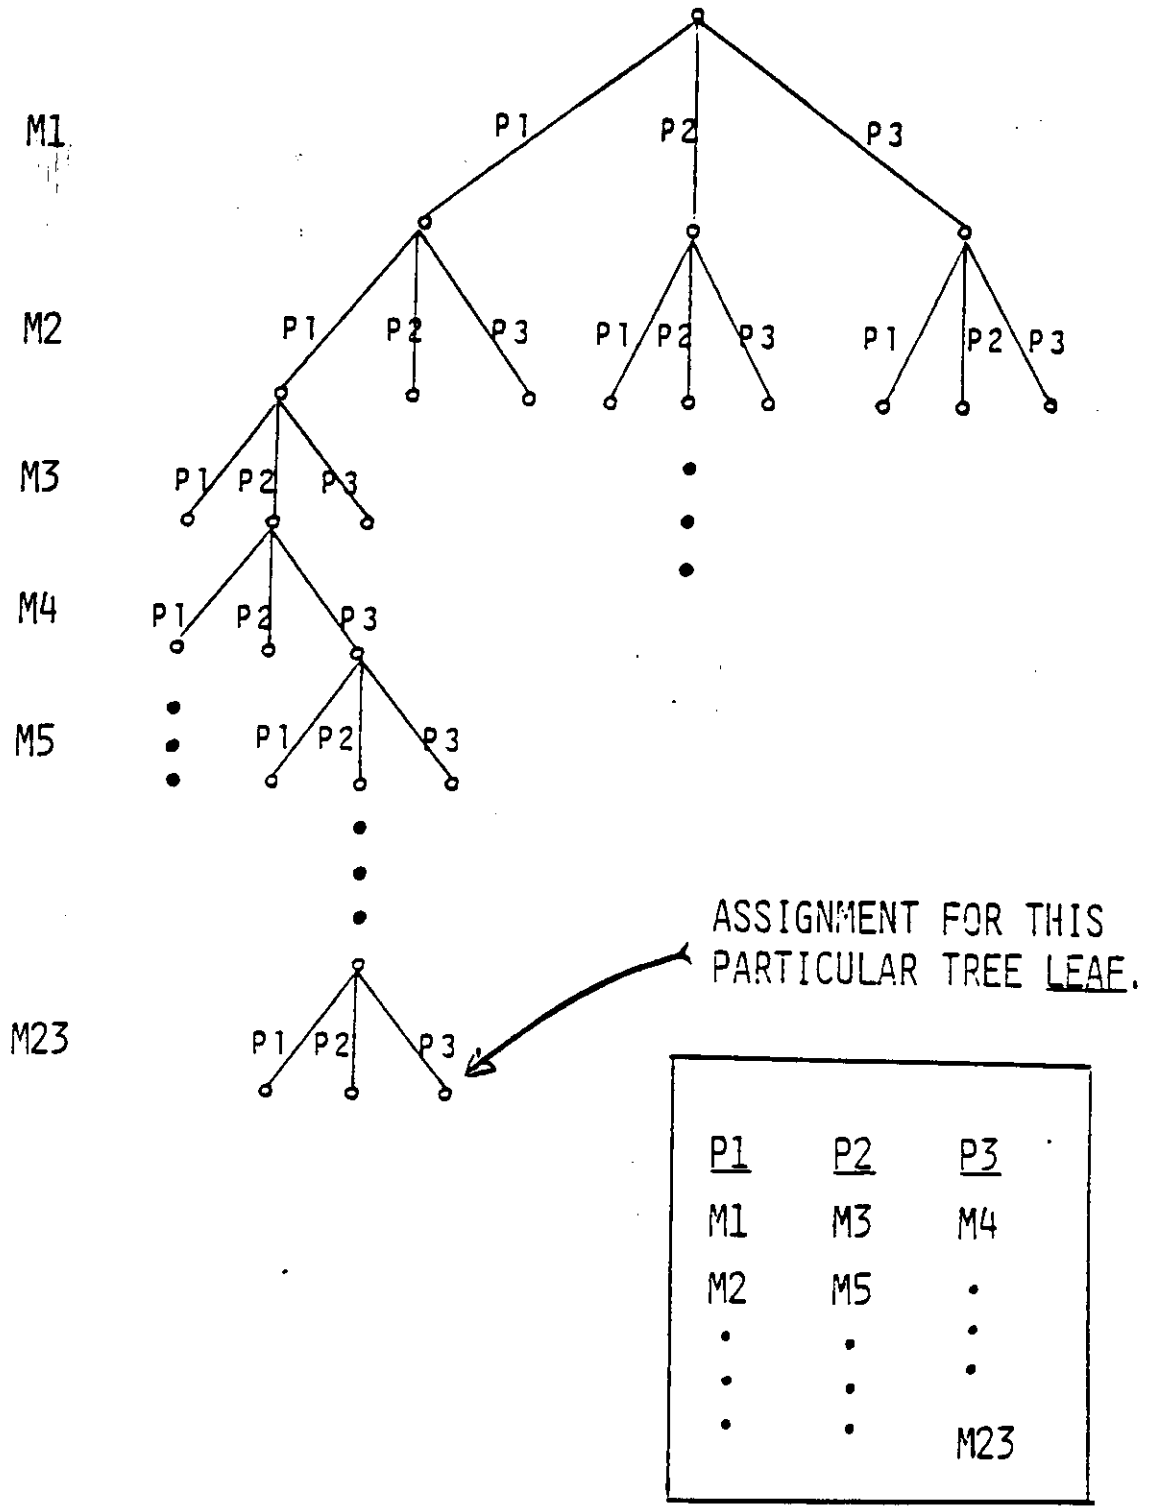 M1
P1 P2 P3
M2
P1 P2 P3 P1 P2 P3 P1 P2 P3
M3
P1 P2 P3
M4
P1 P2 P3
M5
P1 P2 P3
ASSIGNMENT FOR THIS
PARTICULAR TREE LEAF.
M23
P1 P2 P3
P1 P2 P3
M1 M3 M4
M2 M5
M23